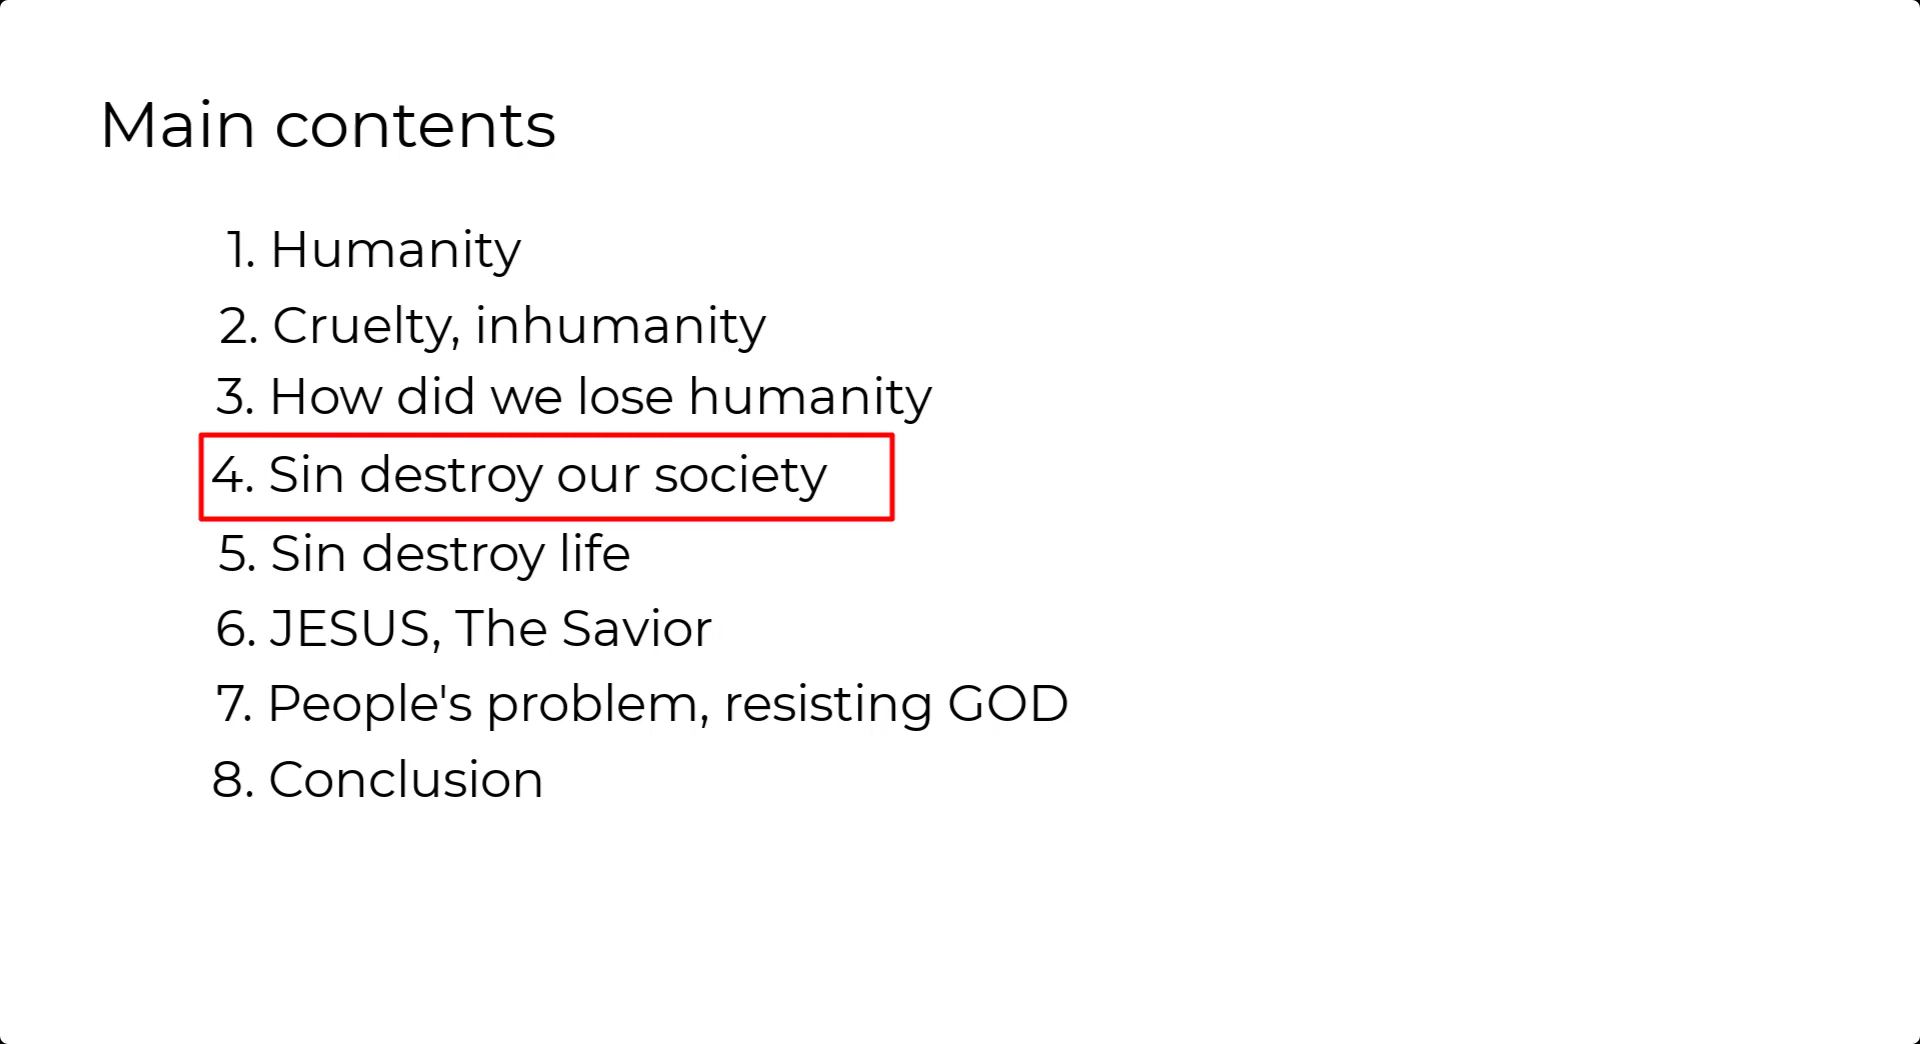 Main contents
1. Humanity
2. Cruelty, inhumanity
3. How did we lose humanity
4. Sin destroy our society
5. Sin destroy life
6. JESUS, The Savior
7. People's problem, resisting GOD
8. Conclusion